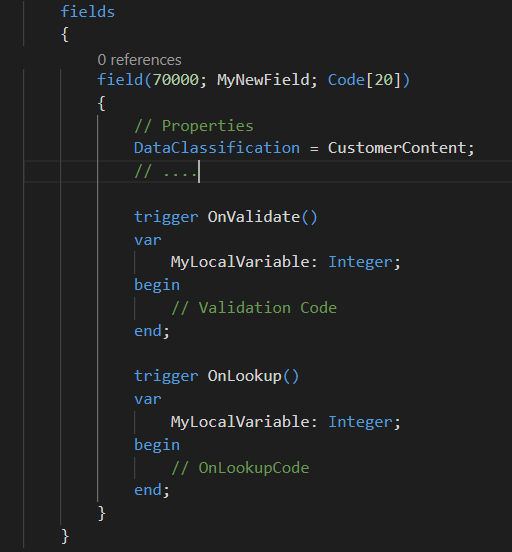 fields
{
0 references
field(70000; MyNewField; Code[20])
{
// Properties
DataClassification = CustomerContent;
// ....
trigger OnValidate()
var
MyLocalVariable: Integer;
begin
// Validation Code
end;
trigger OnLookup()
var
MyLocalVariable: Integer;
begin
// OnLookupCode
end;
}
}